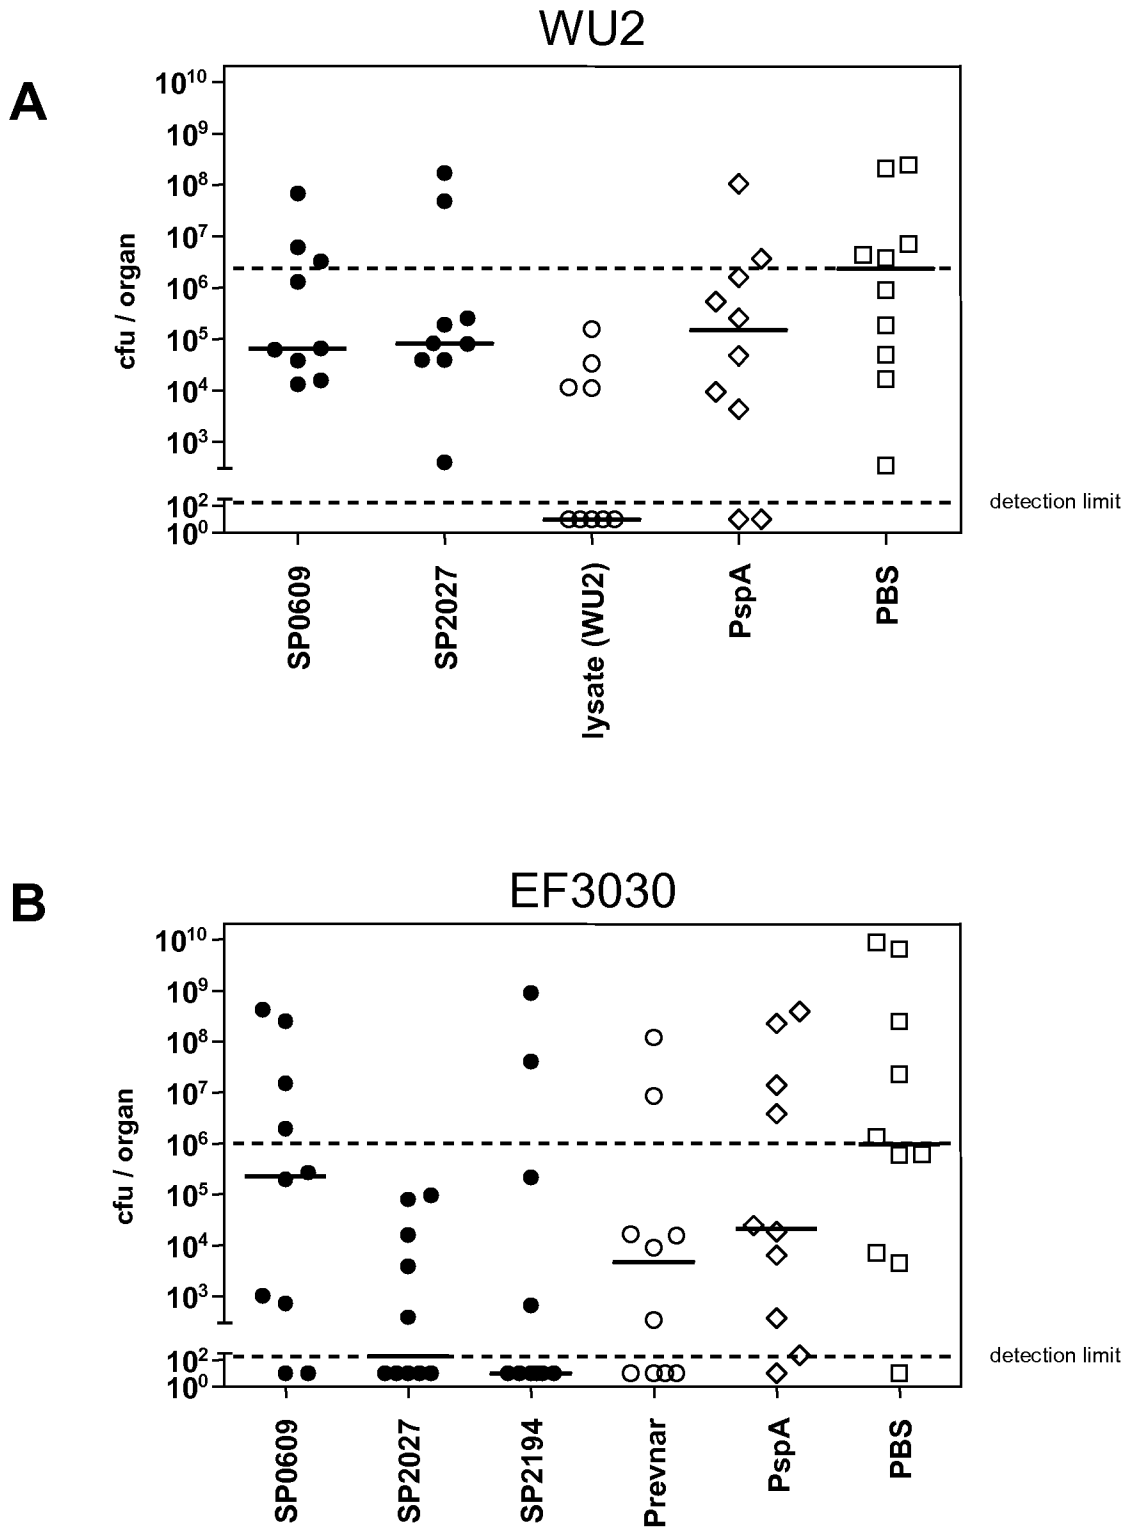 WU2
A
10¹⁰
10⁹
10⁸
10⁷
10⁶
10⁵
10⁴
10³
10²
10⁰
cfu / organ
detection limit
SP0609
SP2027
lysate (WU2)
PspA
PBS
EF3030
B
10¹⁰
10⁹
10⁸
10⁷
10⁶
10⁵
10⁴
10³
10²
10⁰
cfu / organ
detection limit
SP0609
SP2027
SP2194
Prevnar
PspA
PBS